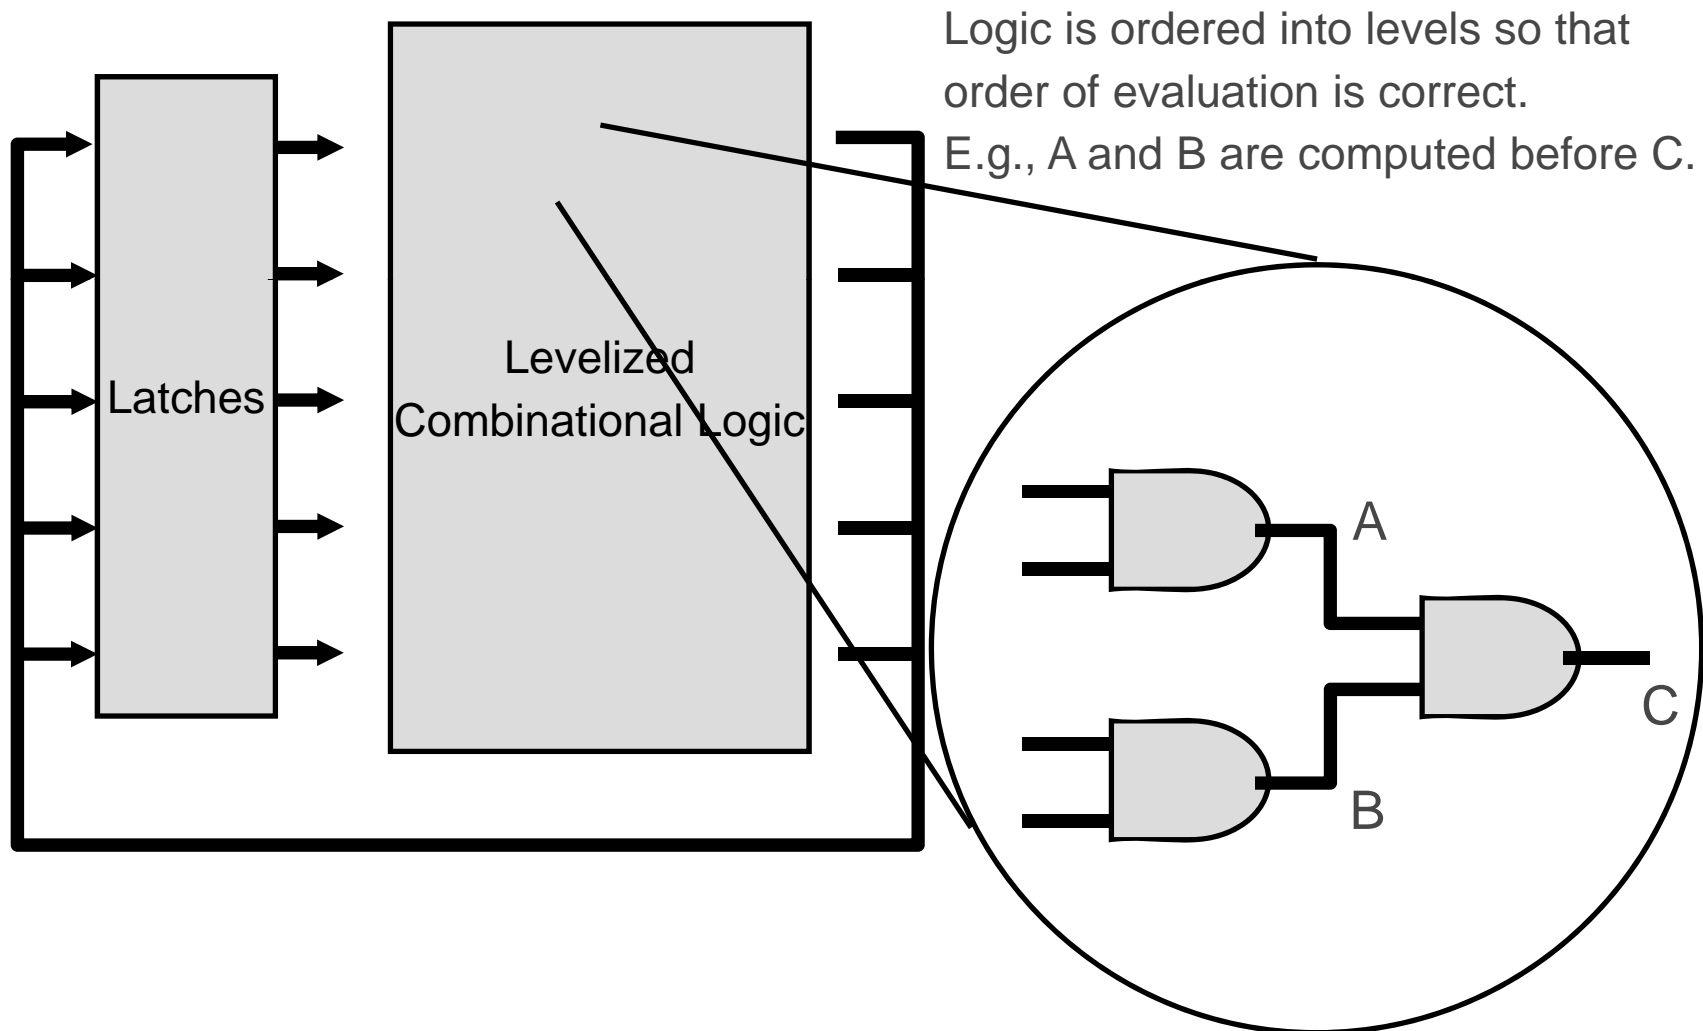 Logic is ordered into levels so that
order of evaluation is correct.
E.g., A and B are computed before C.
Latches
Levelized
Combinational Logic
A
B
C